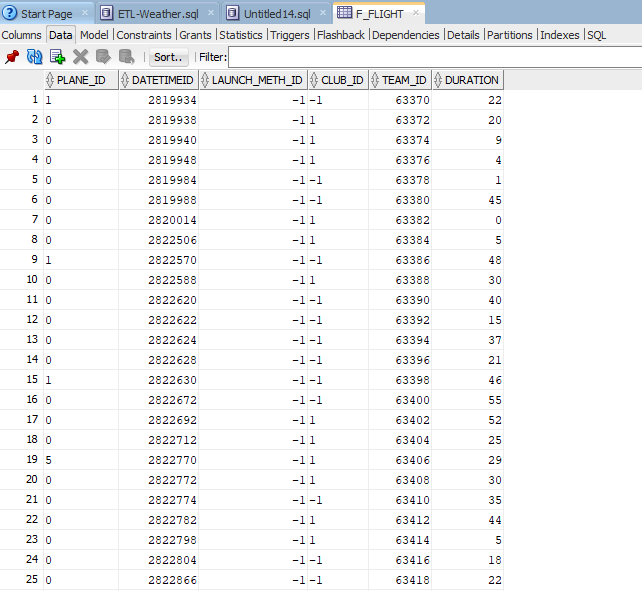 Start Page ETL-Weather.sql Untitled14.sql F_FLIGHT
Columns Data Model Constraints Grants Statistics Triggers Flashback Dependencies Details Partitions Indexes SQL
Sort.. Filter:
PLANE_ID DATETIMEID LAUNCH_METH_ID CLUB_ID TEAM_ID DURATION
1 1 2819934 -1 -1 63370 22
2 0 2819938 -1 1 63372 20
3 0 2819940 -1 1 63374 9
4 0 2819948 -1 1 63376 4
5 0 2819984 -1 -1 63378 1
6 0 2819988 -1 -1 63380 45
7 0 2820014 -1 1 63382 0
8 0 2822506 -1 1 63384 5
9 1 2822570 -1 -1 63386 48
10 0 2822588 -1 1 63388 30
11 0 2822620 -1 -1 63390 40
12 0 2822622 -1 -1 63392 15
13 0 2822624 -1 -1 63394 37
14 0 2822628 -1 -1 63396 21
15 1 2822630 -1 -1 63398 46
16 0 2822672 -1 -1 63400 55
17 0 2822692 -1 1 63402 52
18 0 2822712 -1 1 63404 25
19 5 2822770 -1 1 63406 29
20 0 2822772 -1 1 63408 30
21 0 2822774 -1 -1 63410 35
22 0 2822782 -1 1 63412 44
23 0 2822798 -1 1 63414 5
24 0 2822804 -1 -1 63416 18
25 0 2822866 -1 -1 63418 22